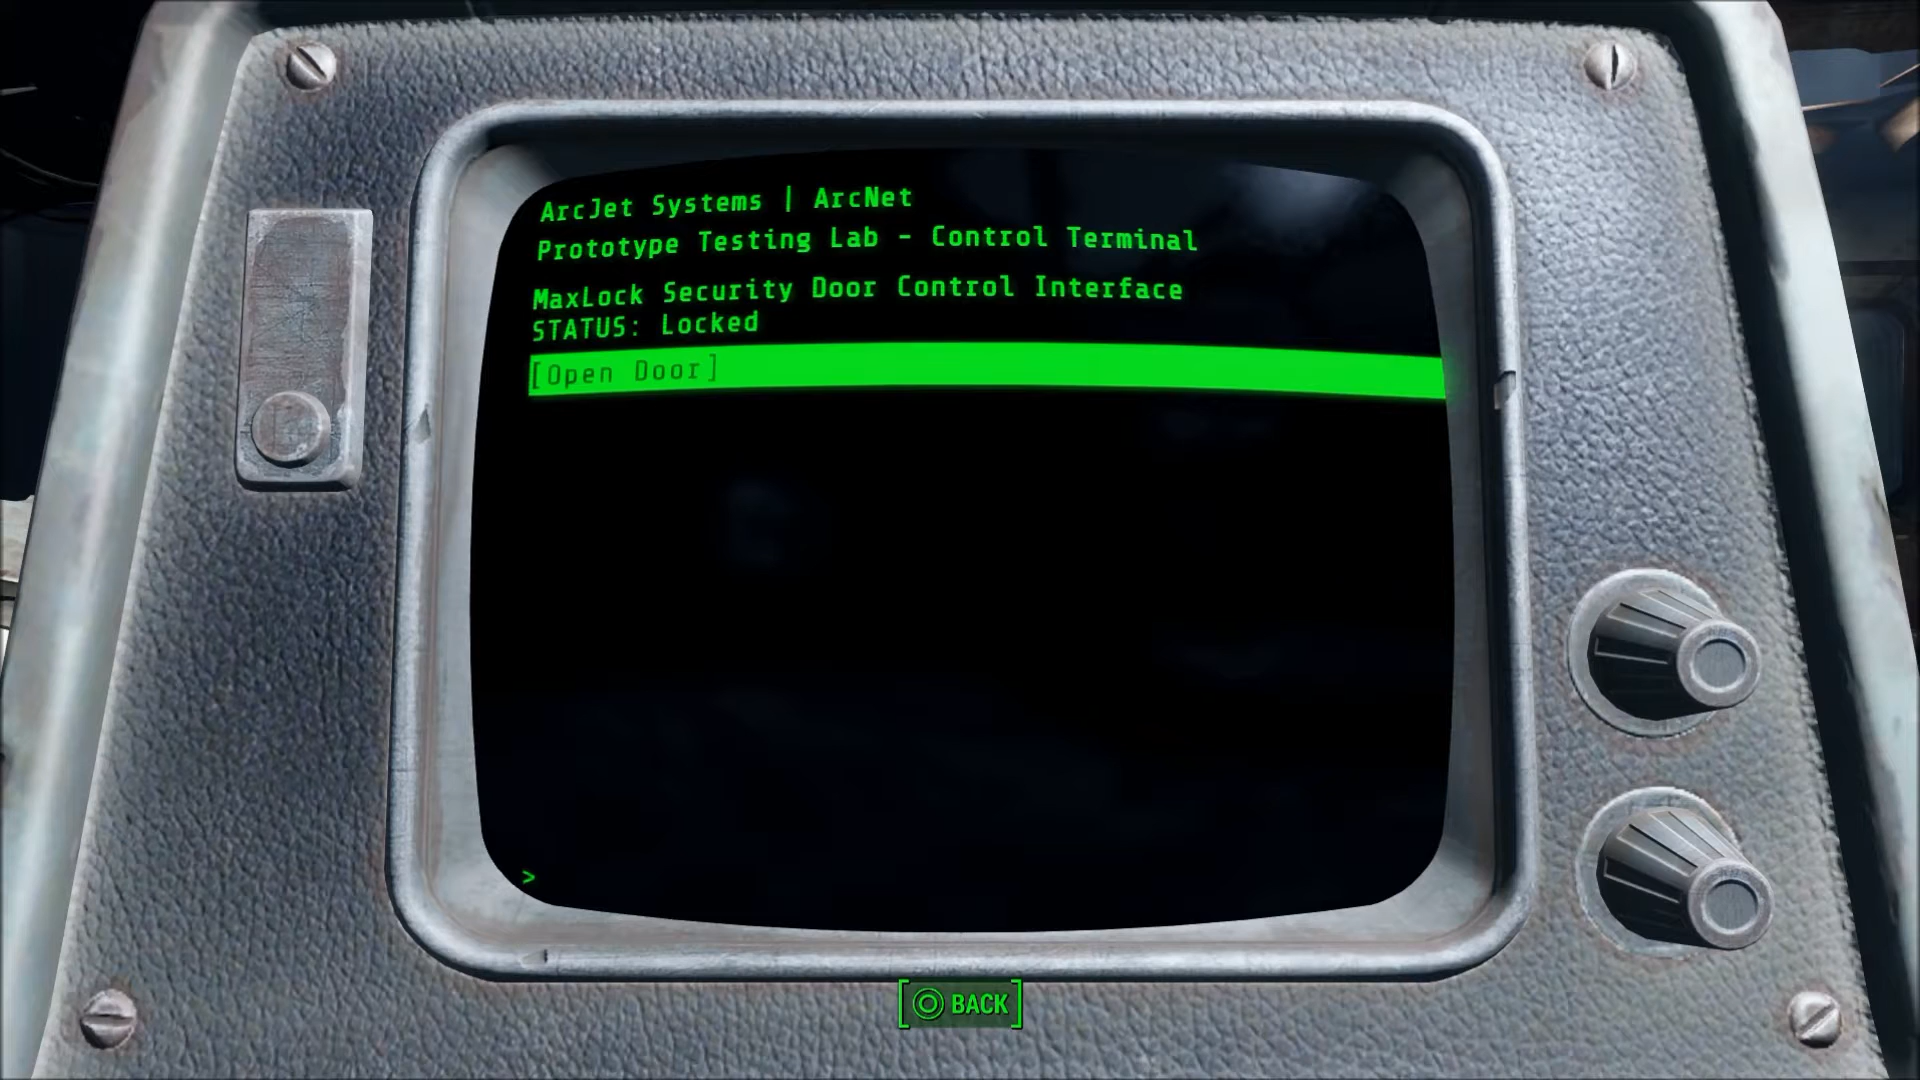 ArcJet Systems | ArcNet
Prototype Testing Lab - Control Terminal
MaxLock Security Door Control Interface
STATUS: Locked
[Open Door]
>
BACK